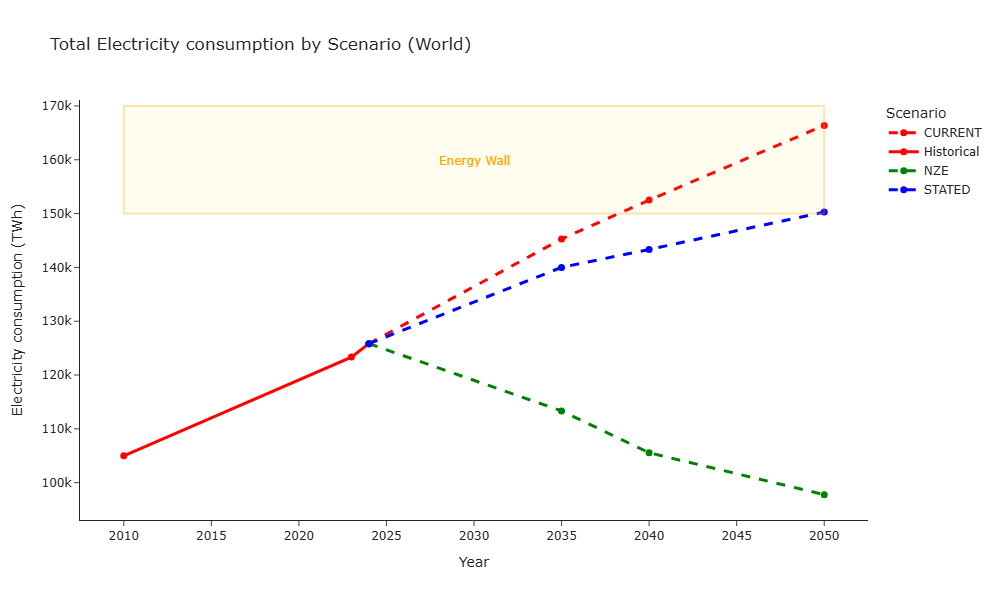 Total Electricity consumption by Scenario (World)
Scenario
CURRENT
Historical
NZE
STATED
Energy Wall
Electricity consumption (TWh)
170k
160k
150k
140k
130k
120k
110k
100k
2010 2015 2020 2025 2030 2035 2040 2045 2050
Year